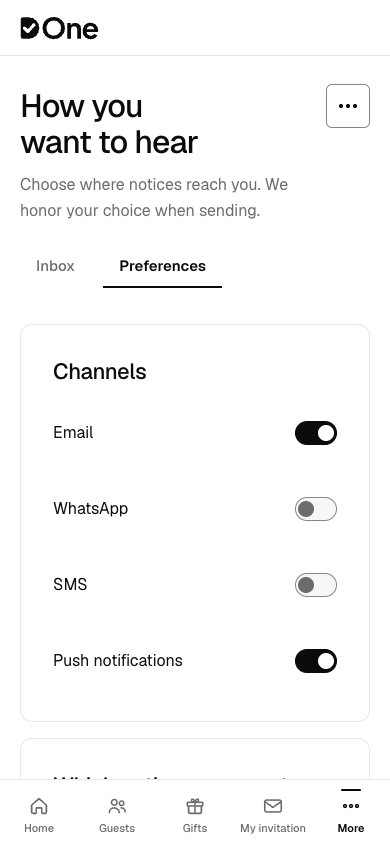 DOne
How you
want to hear
Choose where notices reach you. We
honor your choice when sending.
Inbox
Preferences
Channels
Email
WhatsApp
SMS
Push notifications
Home
Guests
Gifts
My invitation
More